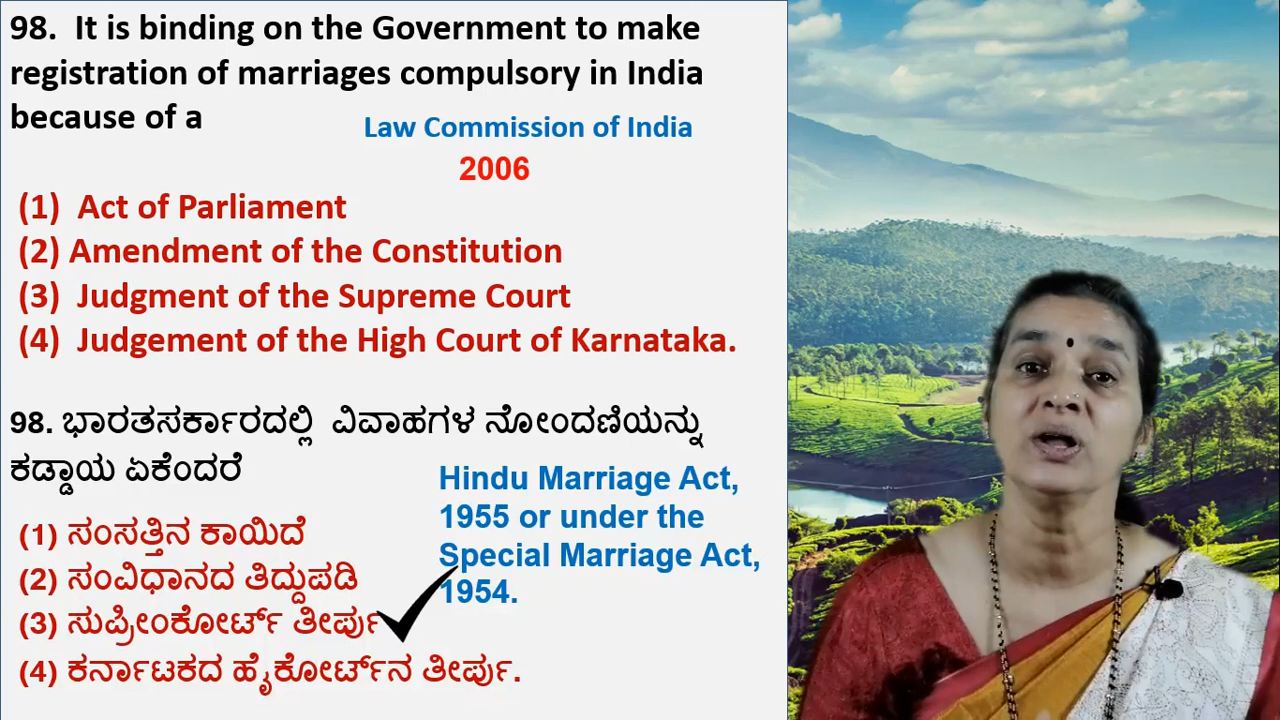 98. It is binding on the Government to make
registration of marriages compulsory in India
because of a
Law Commission of India
2006
(1) Act of Parliament
(2) Amendment of the Constitution
(3) Judgment of the Supreme Court
(4) Judgement of the High Court of Karnataka.
98. ಭಾರತಸರ್ಕಾರದಲ್ಲಿ ವಿವಾಹಗಳ ನೋಂದಣಿಯನ್ನು
ಕಡ್ಡಾಯ ಏಕೆಂದರೆ
Hindu Marriage Act,
1955 or under the
Special Marriage Act,
1954.
(1) ಸಂಸತ್ತಿನ ಕಾಯಿದೆ
(2) ಸಂವಿಧಾನದ ತಿದ್ದುಪಡಿ
(3) ಸುಪ್ರೀಂಕೋರ್ಟ್ ತೀರ್ಪು
(4) ಕರ್ನಾಟಕದ ಹೈಕೋರ್ಟ್‌ನ ತೀರ್ಪು.